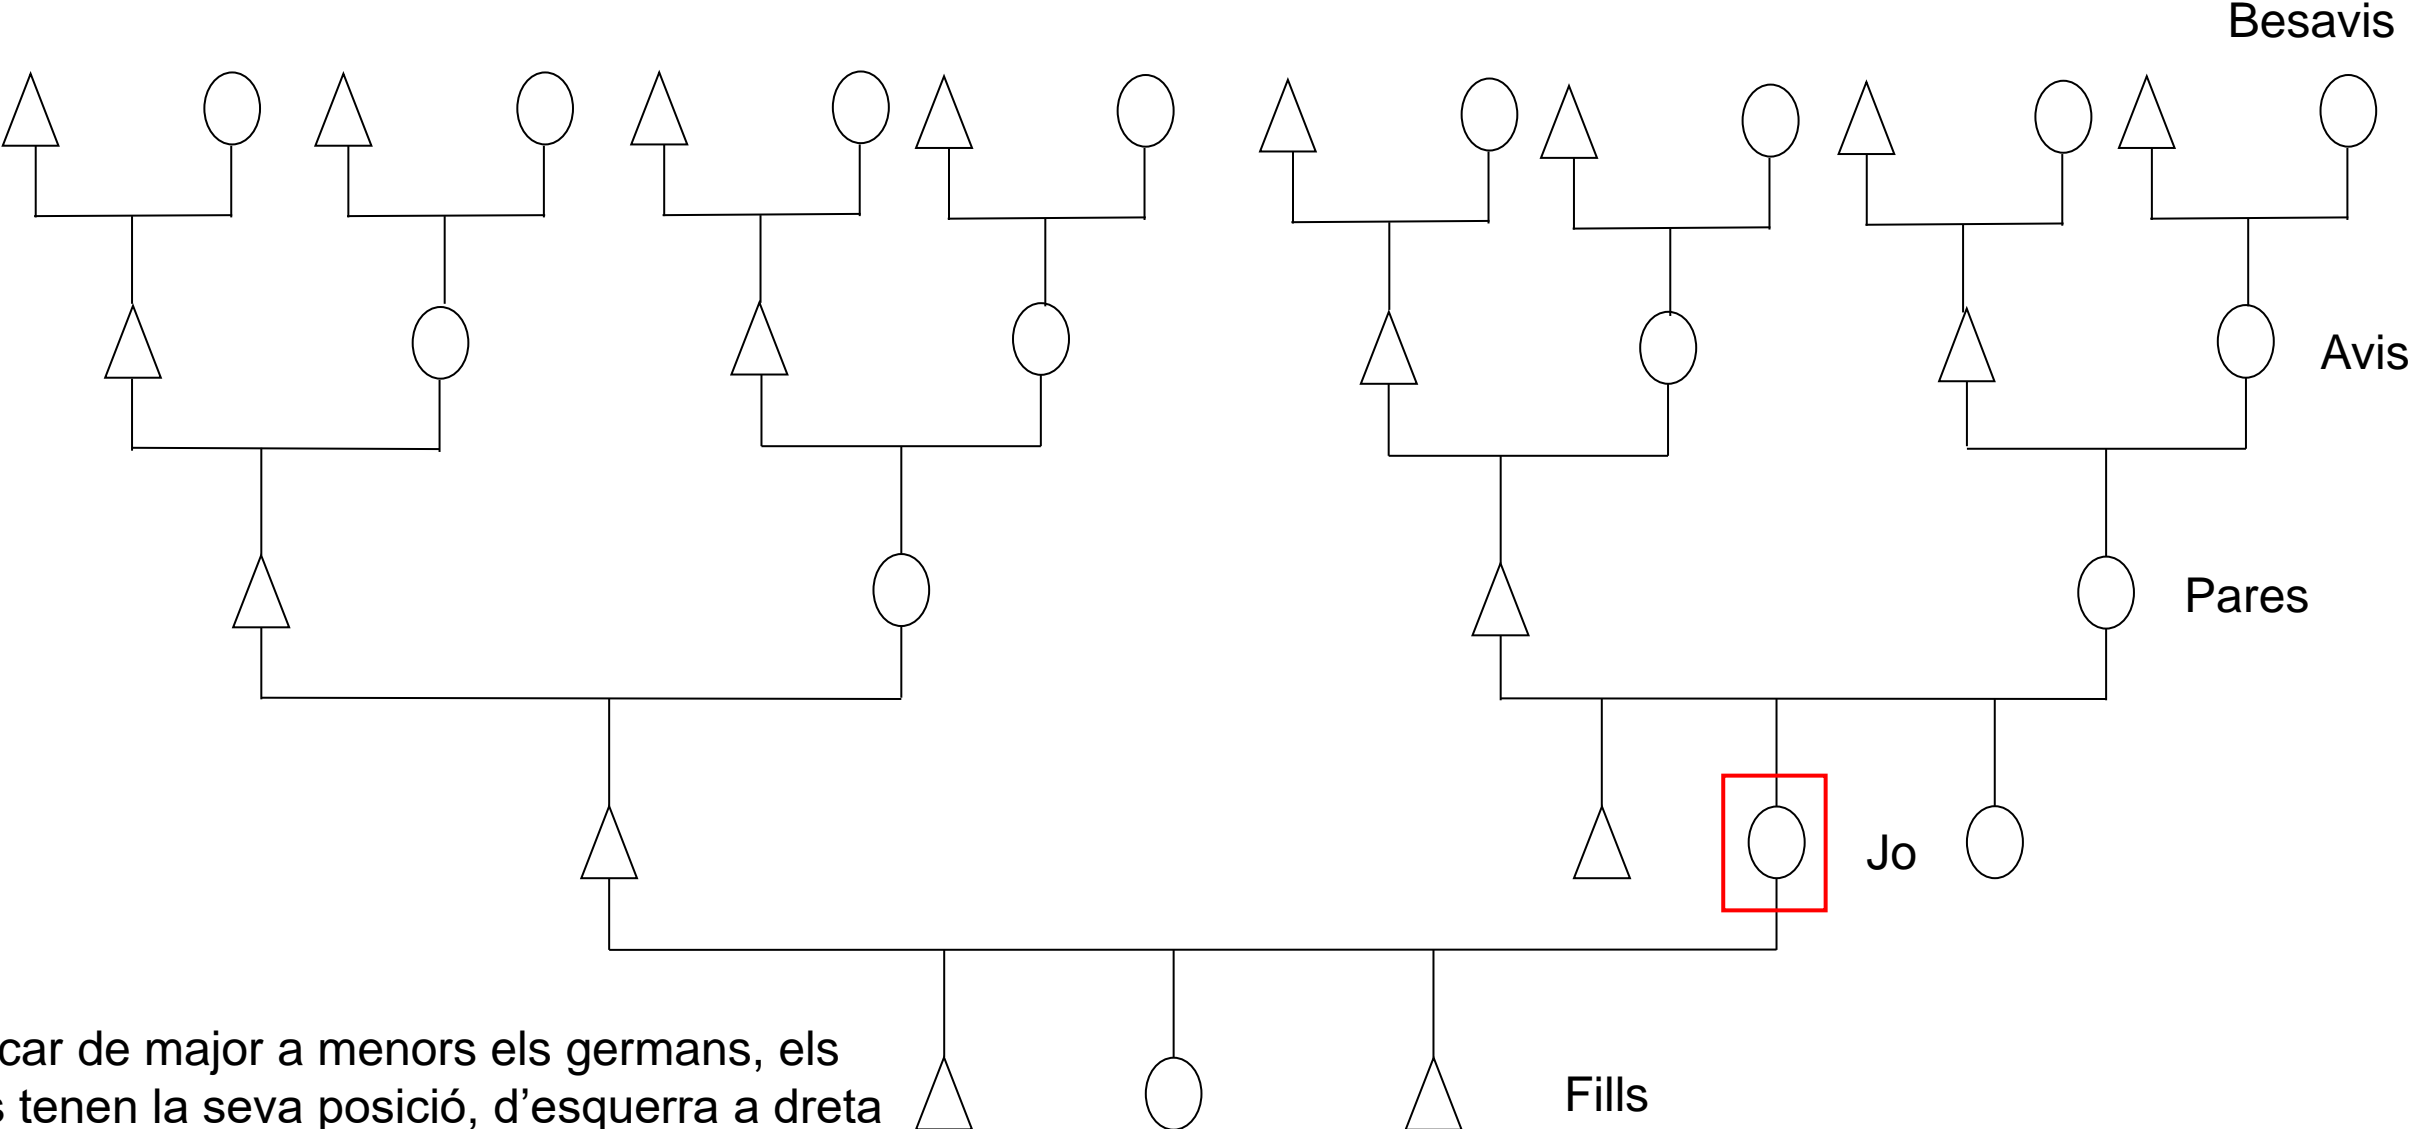 Besavis
Avis
Pares
Jo
car de major a menors els germans, els
s tenen la seva posició, d'esquerra a dreta
Fills